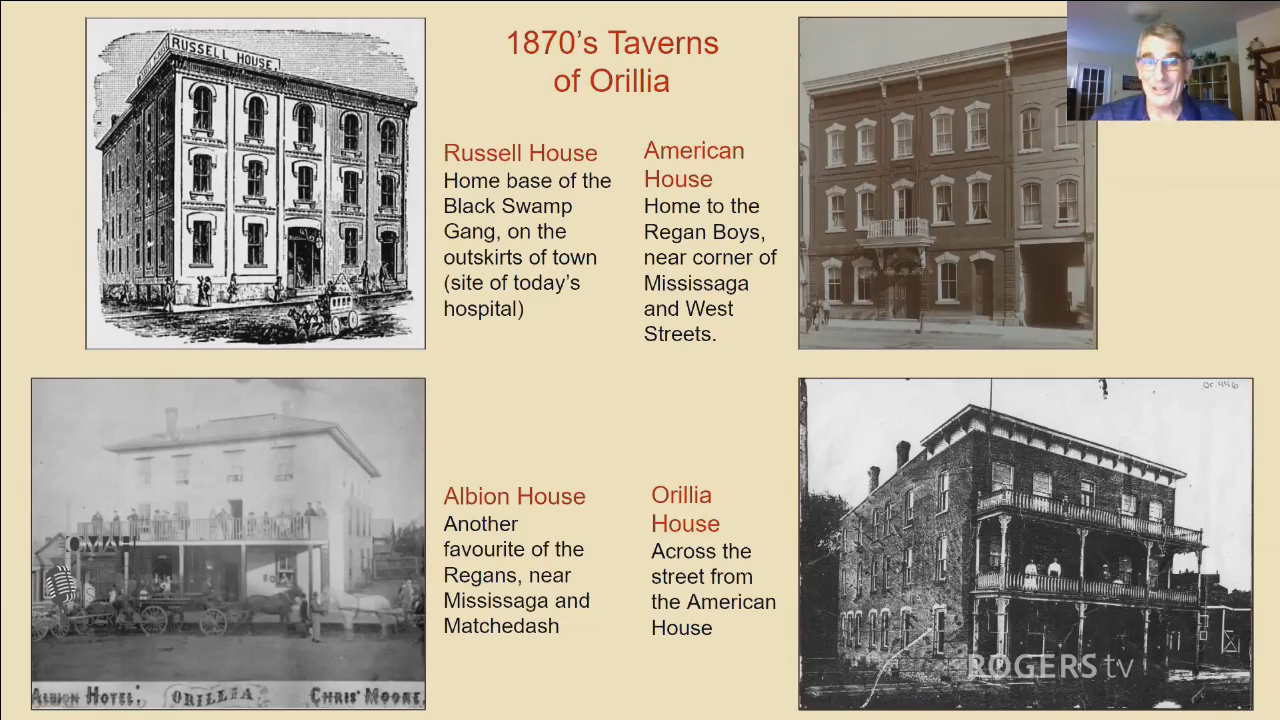 1870's Taverns
of Orillia
RUSSELL HOUSE.
Russell House
Home base of the
Black Swamp
Gang, on the
outskirts of town
(site of today's
hospital)
American
House
Home to the
Regan Boys,
near corner of
Mississaga
and West
Streets.
Albion House
Another
favourite of the
Regans, near
Mississaga and
Matchedash
Orillia
House
Across the
street from
the American
House
OMAH
ALBION HOTEL, ORILLIA CHRIS' MOORE.
Or. 996
ROGERS tv